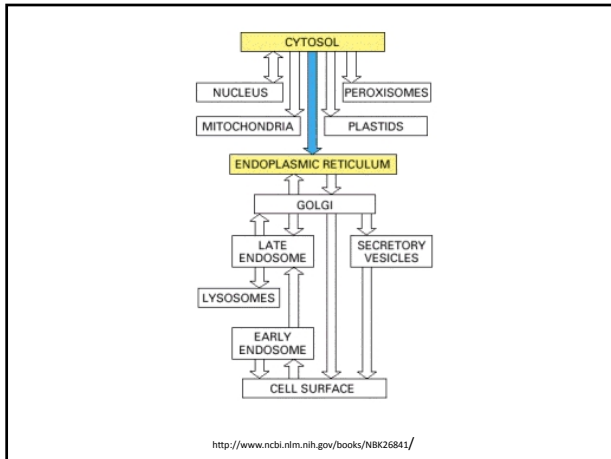 CYTOSOL
NUCLEUS
PEROXISOMES
MITOCHONDRIA
PLASTIDS
ENDOPLASMIC RETICULUM
GOLGI
LATE
ENDOSOME
SECRETORY
VESICLES
LYSOSOMES
EARLY
ENDOSOME
CELL SURFACE
http://www.ncbi.nlm.nih.gov/books/NBK26841/